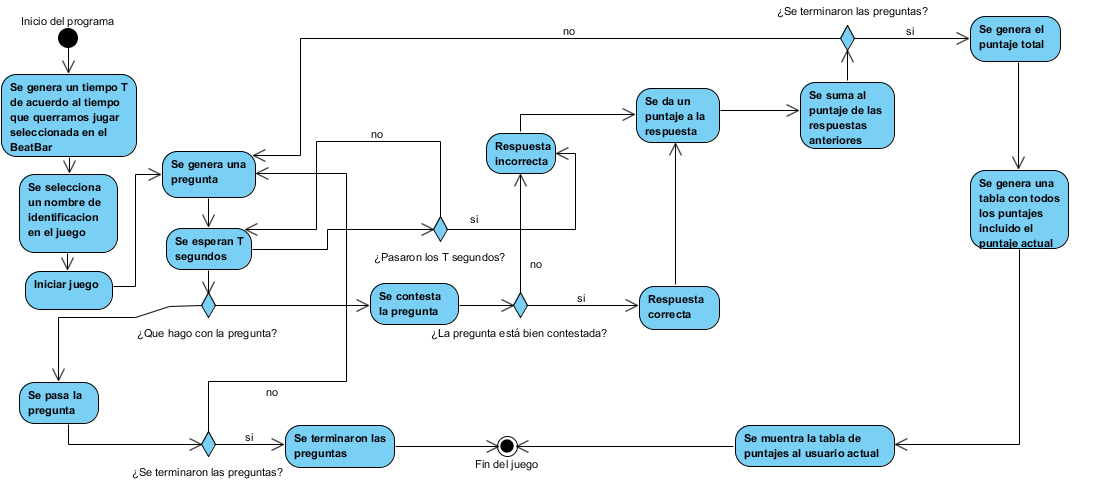 Inicio del programa
Se genera un tiempo T
de acuerdo al tiempo
que querramos jugar
seleccionada en el
BeatBar
Se selecciona
un nombre de
identificacion
en el juego
Iniciar juego
Se genera una
pregunta
Se esperan T
segundos
¿Que hago con la pregunta?
Se pasa la
pregunta
¿Se terminaron las preguntas?
no
si
Se terminaron las
preguntas
Fin del juego
no
si
¿Pasaron los T segundos?
Se contesta
la pregunta
¿La pregunta está bien contestada?
no
si
Respuesta
incorrecta
Respuesta
correcta
Se da un
puntaje a la
respuesta
Se suma al
puntaje de las
respuestas
anteriores
¿Se terminaron las preguntas?
no
si
Se genera el
puntaje total
Se genera una
tabla con todos
los puntajes
incluido el
puntaje actual
Se muentra la tabla de
puntajes al usuario actual